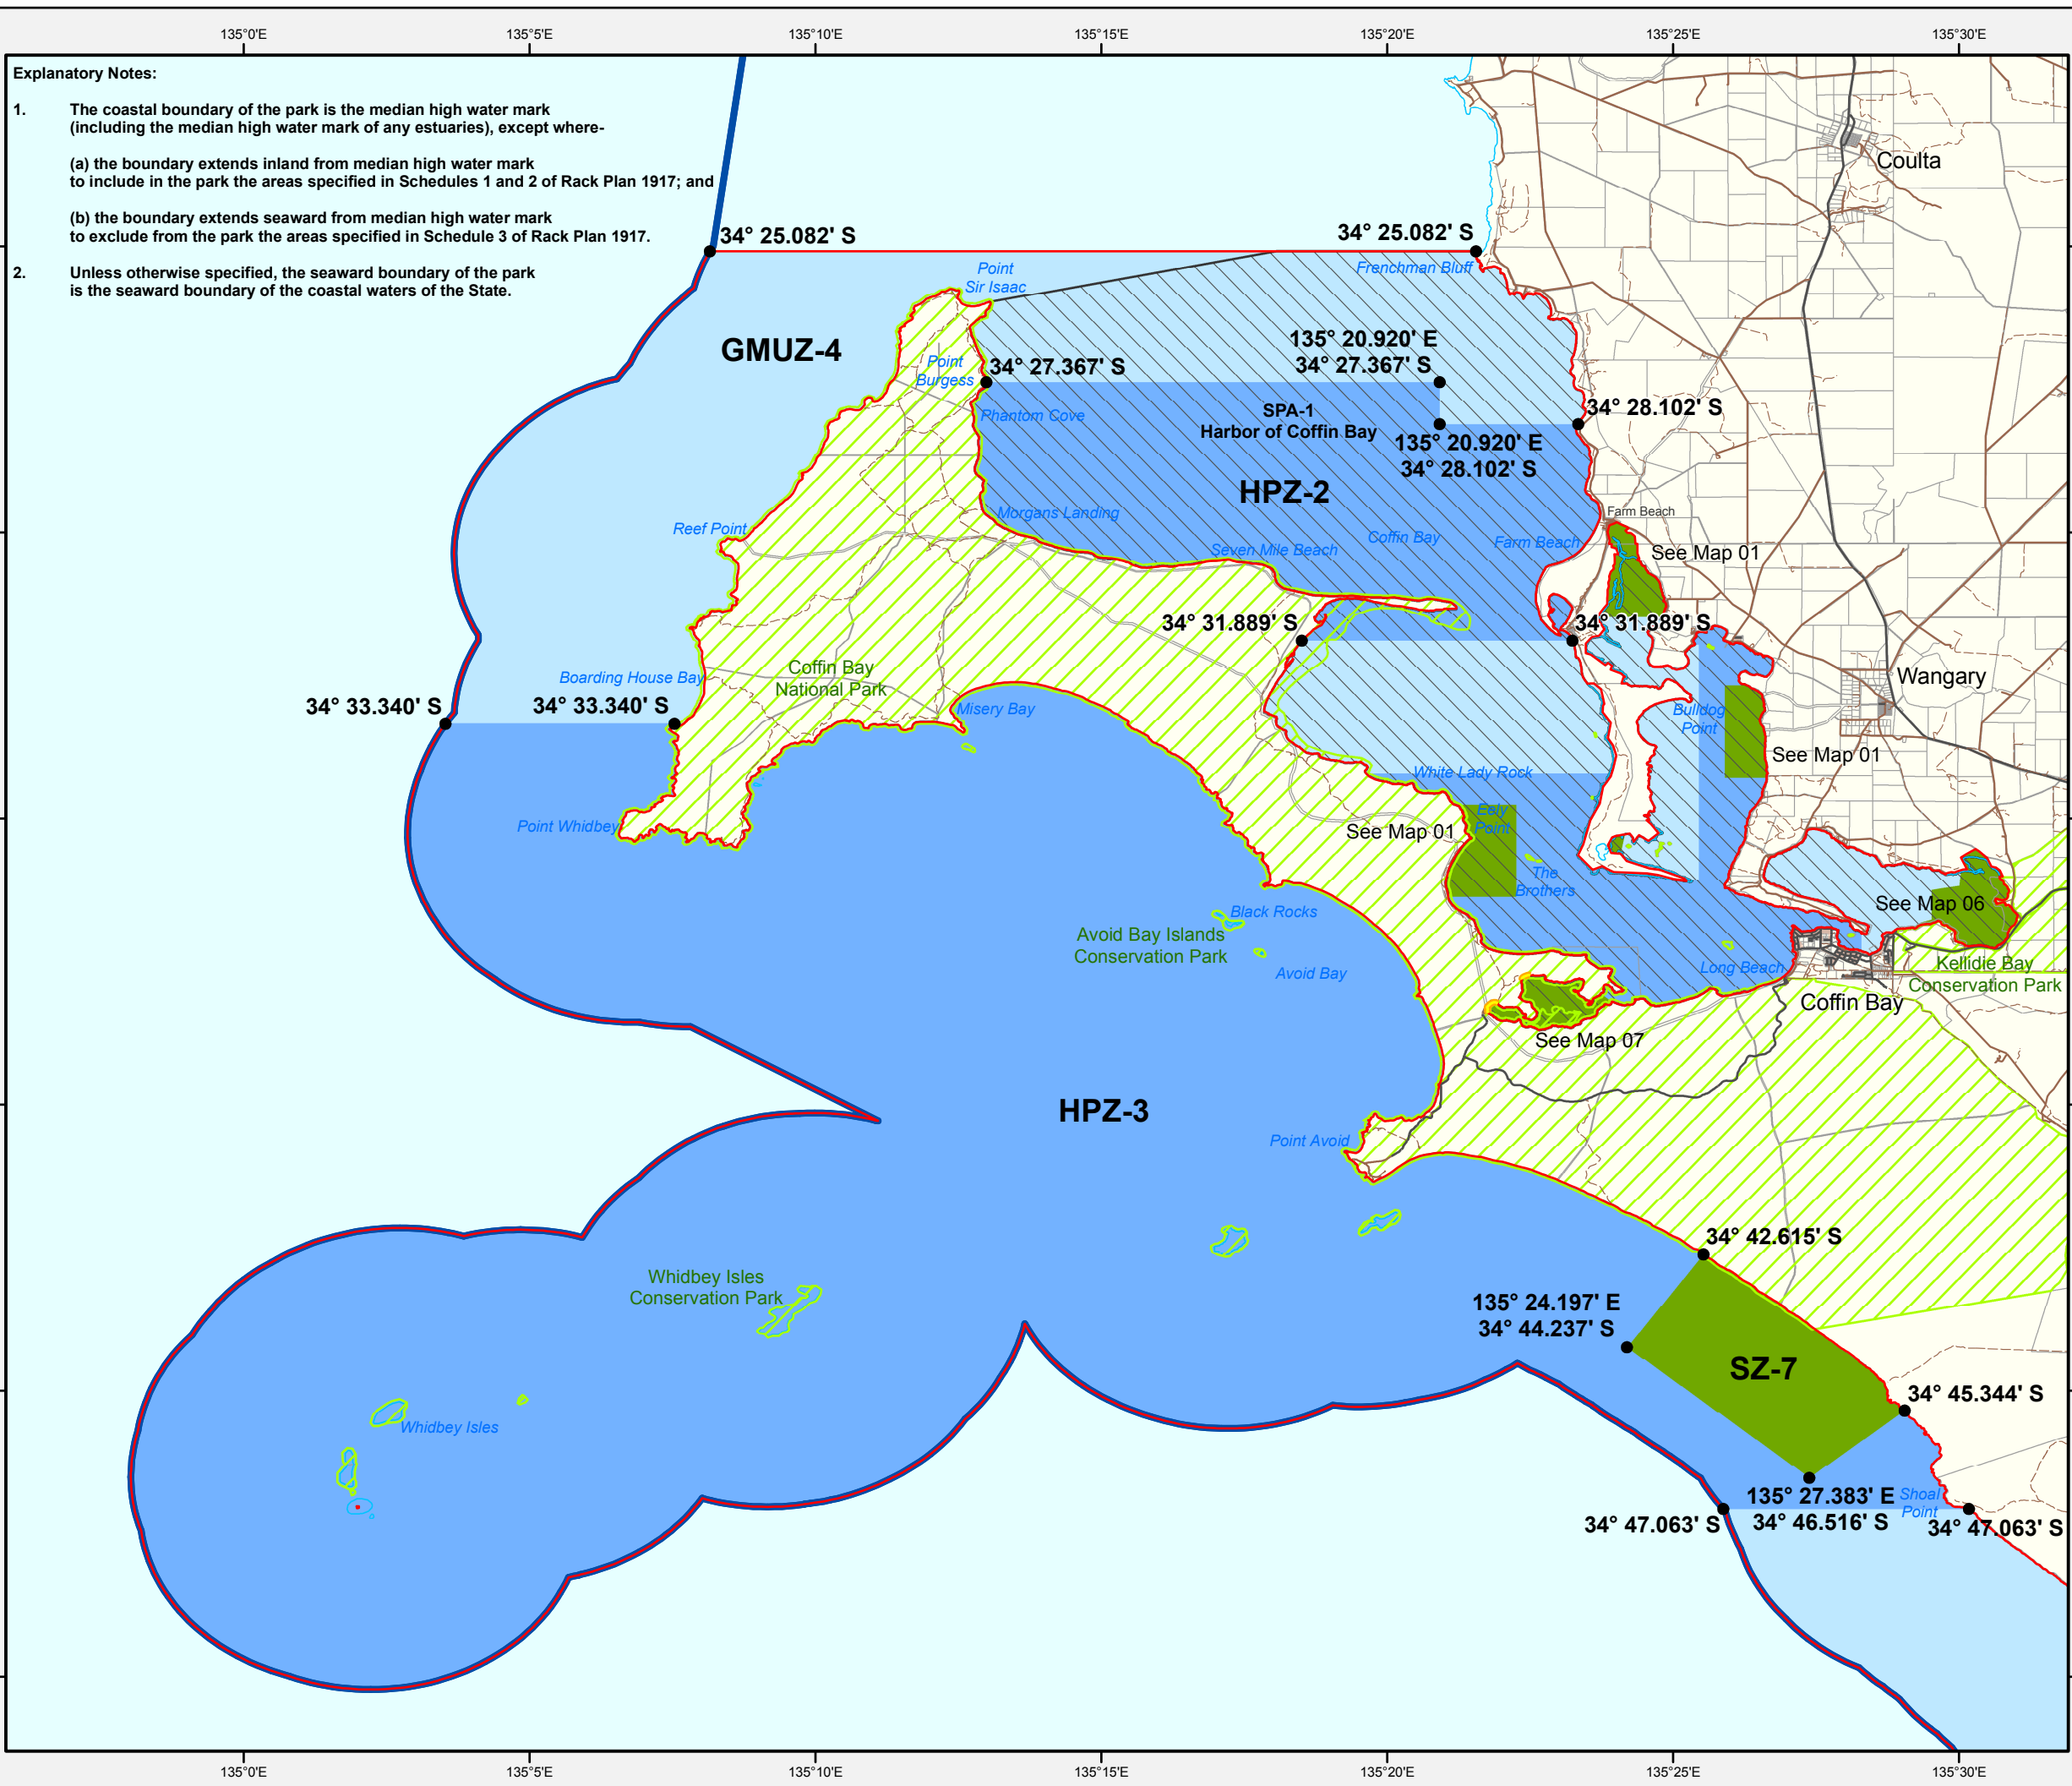 135°0'E 135°5'E 135°10'E 135°15'E 135°20'E 135°25'E 135°30'E
Explanatory Notes:
1. The coastal boundary of the park is the median high water mark
(including the median high water mark of any estuaries), except where-
(a) the boundary extends inland from median high water mark
to include in the park the areas specified in Schedules 1 and 2 of Rack Plan 1917; and
(b) the boundary extends seaward from median high water mark
to exclude from the park the areas specified in Schedule 3 of Rack Plan 1917.
2. Unless otherwise specified, the seaward boundary of the park
is the seaward boundary of the coastal waters of the State.
Coulta
34° 25.082' S
34° 25.082' S
Point
Sir Isaac
Frenchman Bluff
GMUZ-4
135° 20.920' E
34° 27.367' S
Point
Burgess
34° 27.367' S
Phantom Cove
SPA-1
Harbor of Coffin Bay
34° 28.102' S
135° 20.920' E
34° 28.102' S
HPZ-2
Morgans Landing
Reef Point
Seven Mile Beach
Coffin Bay
Farm Beach
Farm Beach
See Map 01
34° 31.889' S
34° 31.889' S
Boarding House Bay
Coffin Bay
National Park
Wangary
34° 33.340' S
34° 33.340' S
Misery Bay
Bulldog
Point
See Map 01
White Lady Rock
Point Whidbey
See Map 01
Eely
Point
The
Brothers
Black Rocks
See Map 06
Avoid Bay Islands
Conservation Park
Avoid Bay
Long Beach
Kellidie Bay
Conservation Park
Coffin Bay
See Map 07
HPZ-3
Point Avoid
34° 42.615' S
Whidbey Isles
Conservation Park
135° 24.197' E
34° 44.237' S
SZ-7
34° 45.344' S
Whidbey Isles
135° 27.383' E
34° 46.516' S
Shoal
Point
34° 47.063' S
34° 47.063' S
135°0'E 135°5'E 135°10'E 135°15'E 135°20'E 135°25'E 135°30'E